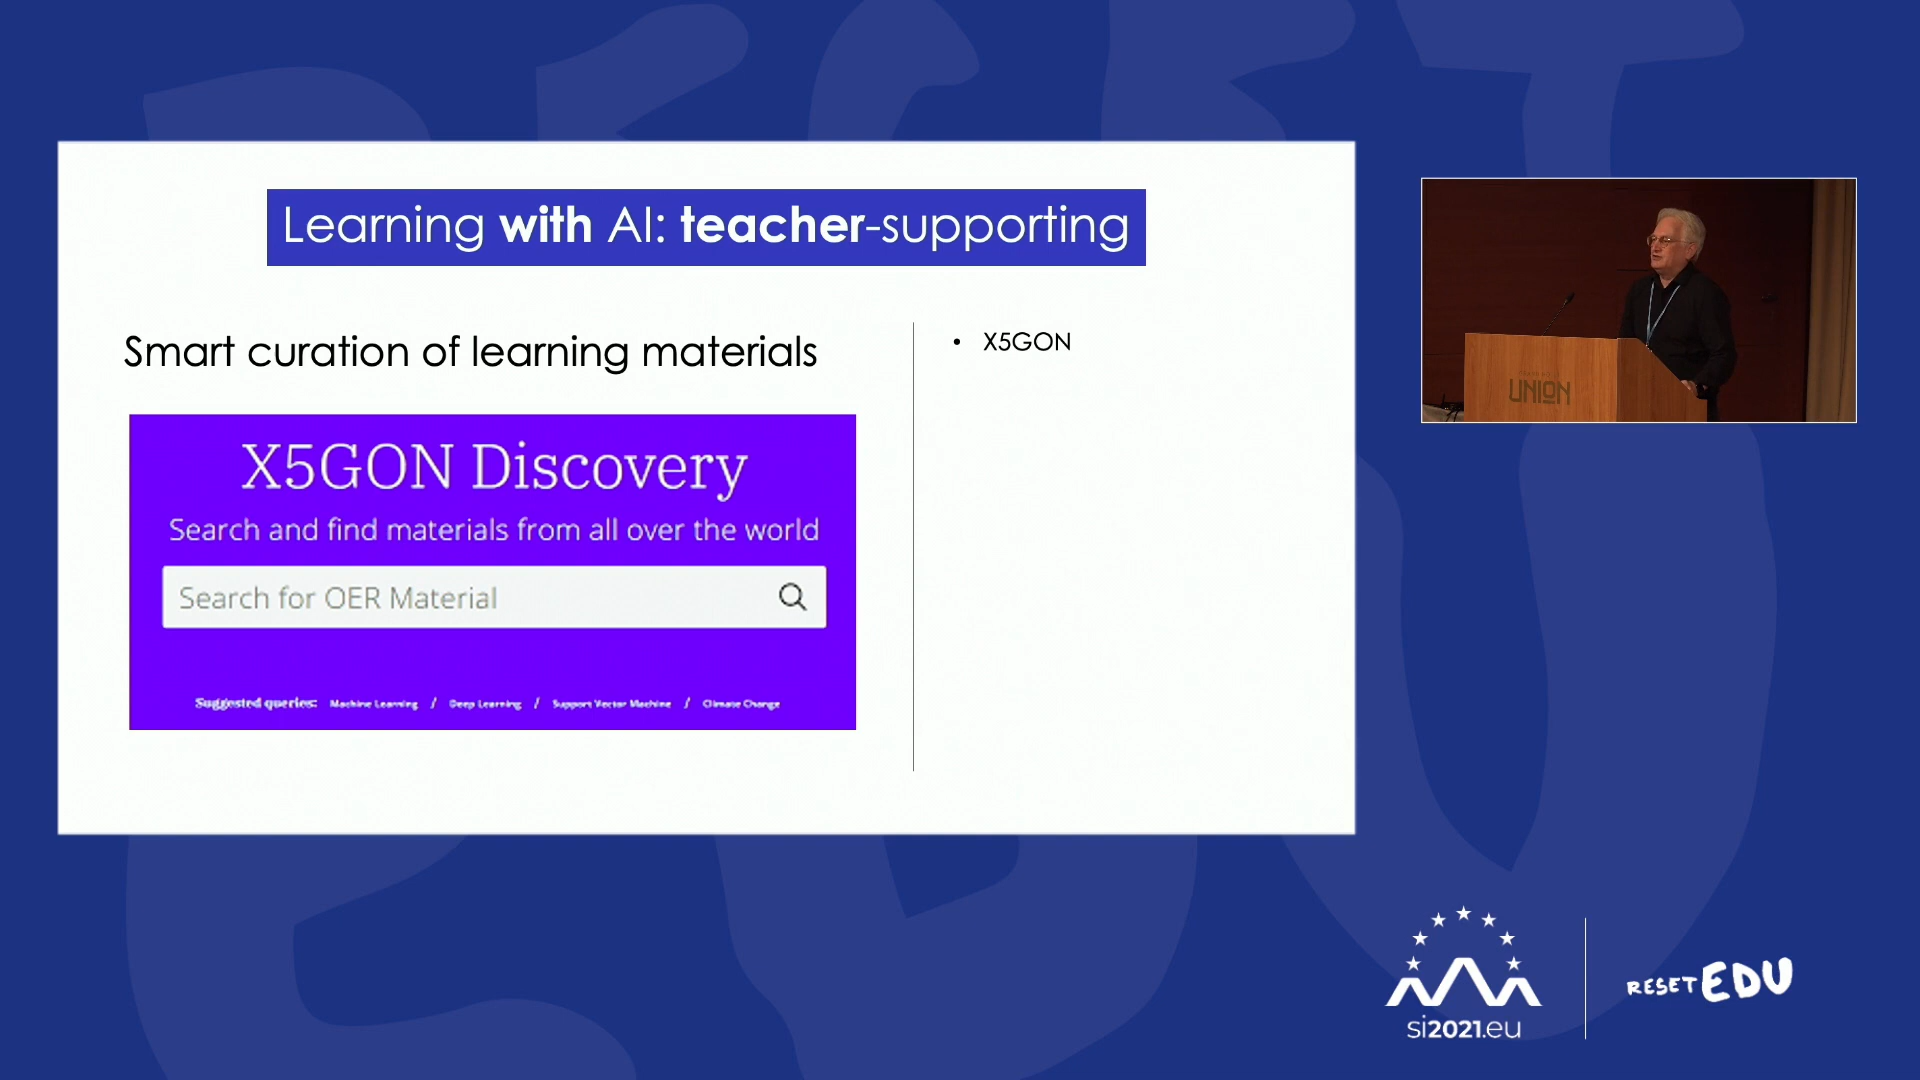 Learning with AI: teacher-supporting
Smart curation of learning materials
X5GON Discovery
Search and find materials from all over the world
Search for OER Material
Suggested queries: Machine Learning / Deep Learning / Support Vector Machine / Climate Change
• X5GON
UNION
si2021.eu
RESET EDU